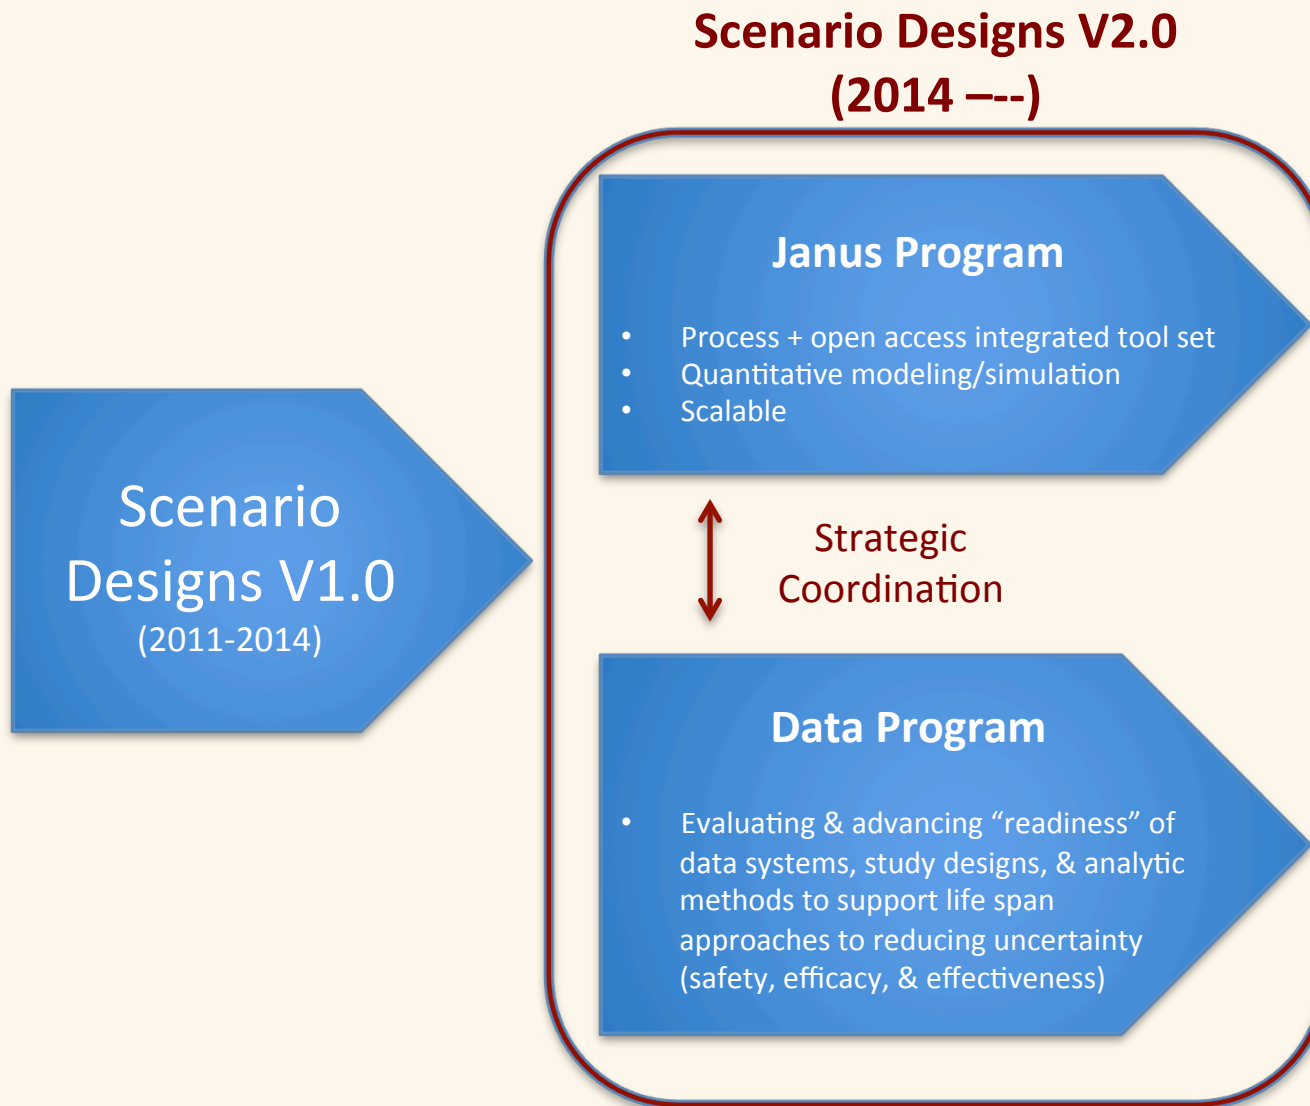 Scenario Designs V2.0
(2014 –--)
Scenario
Designs V1.0
(2011-2014)
Janus Program
• Process + open access integrated tool set
• Quantitative modeling/simulation
• Scalable
Strategic
Coordination
Data Program
• Evaluating & advancing “readiness” of
data systems, study designs, & analytic
methods to support life span
approaches to reducing uncertainty
(safety, efficacy, & effectiveness)